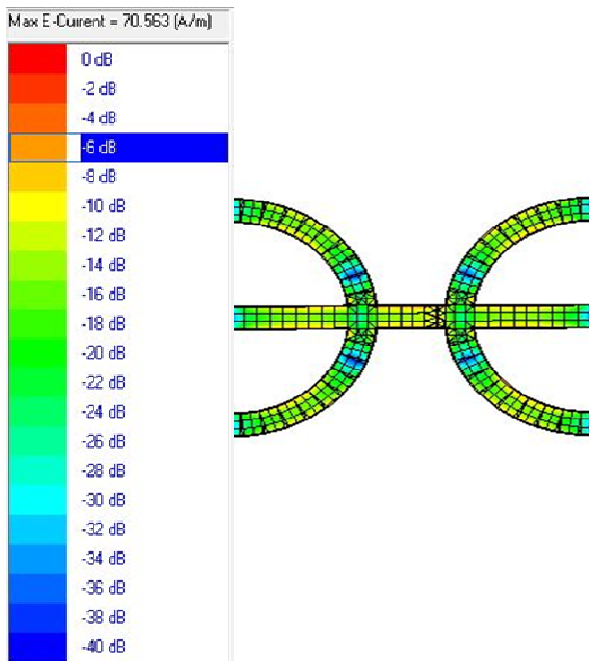 Max E-Current = 70.563 (A/m)
0 dB
-2 dB
-4 dB
-6 dB
-8 dB
-10 dB
-12 dB
-14 dB
-16 dB
-18 dB
-20 dB
-22 dB
-24 dB
-26 dB
-28 dB
-30 dB
-32 dB
-34 dB
-36 dB
-38 dB
-40 dB